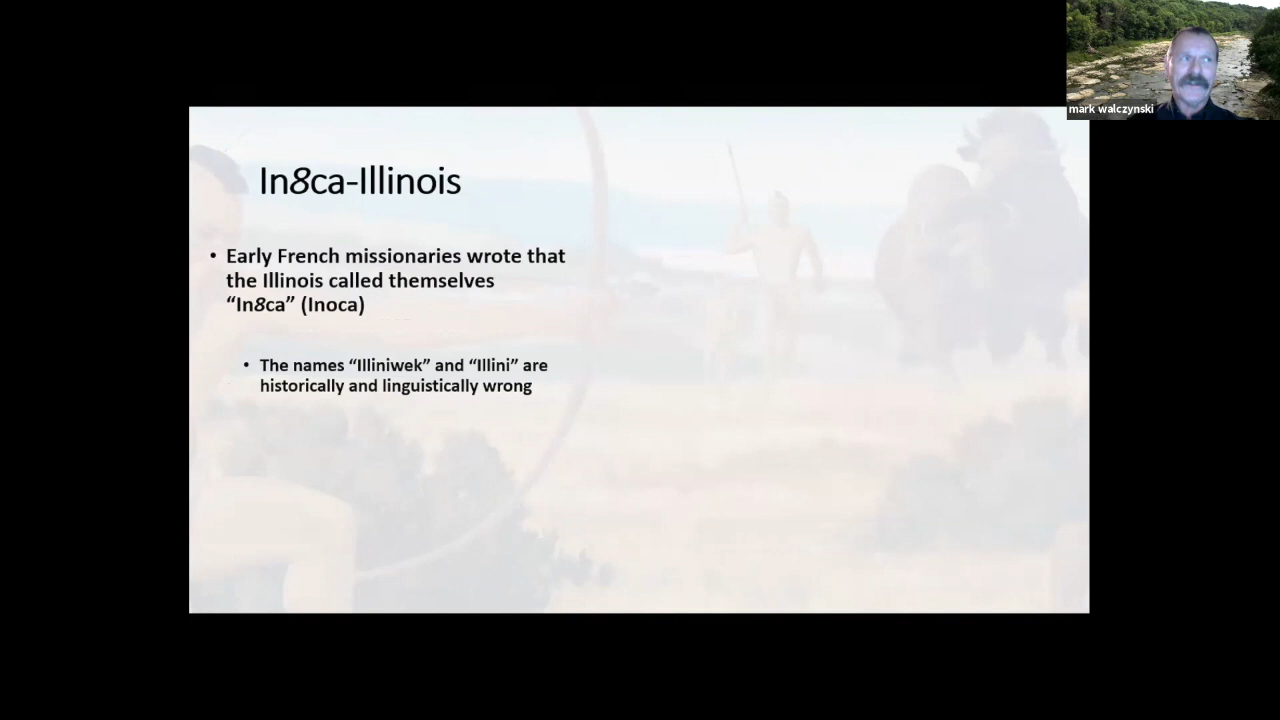 mark walczynski
In8ca-Illinois
• Early French missionaries wrote that
the Illinois called themselves
“In8ca” (Inoca)
• The names “Illiniwek” and “Illini” are
historically and linguistically wrong